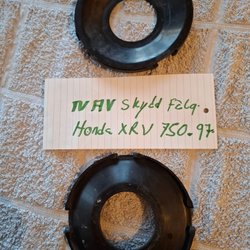 NAV Skydd Fälg.
Honda XRV 750-97